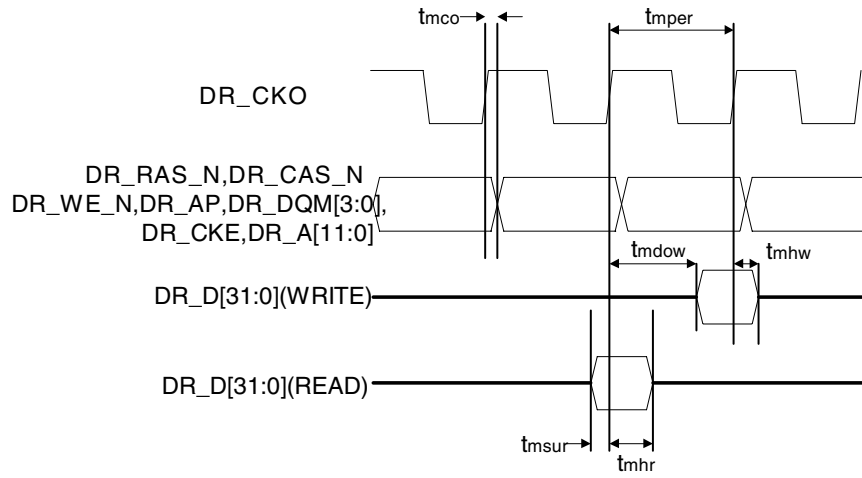 tmco
tmper
DR_CKO
DR_RAS_N,DR_CAS_N
DR_WE_N,DR_AP,DR_DQM[3:0],
DR_CKE,DR_A[11:0]
tmdow
tmhw
DR_D[31:0](WRITE)
DR_D[31:0](READ)
tmsur
tmhr